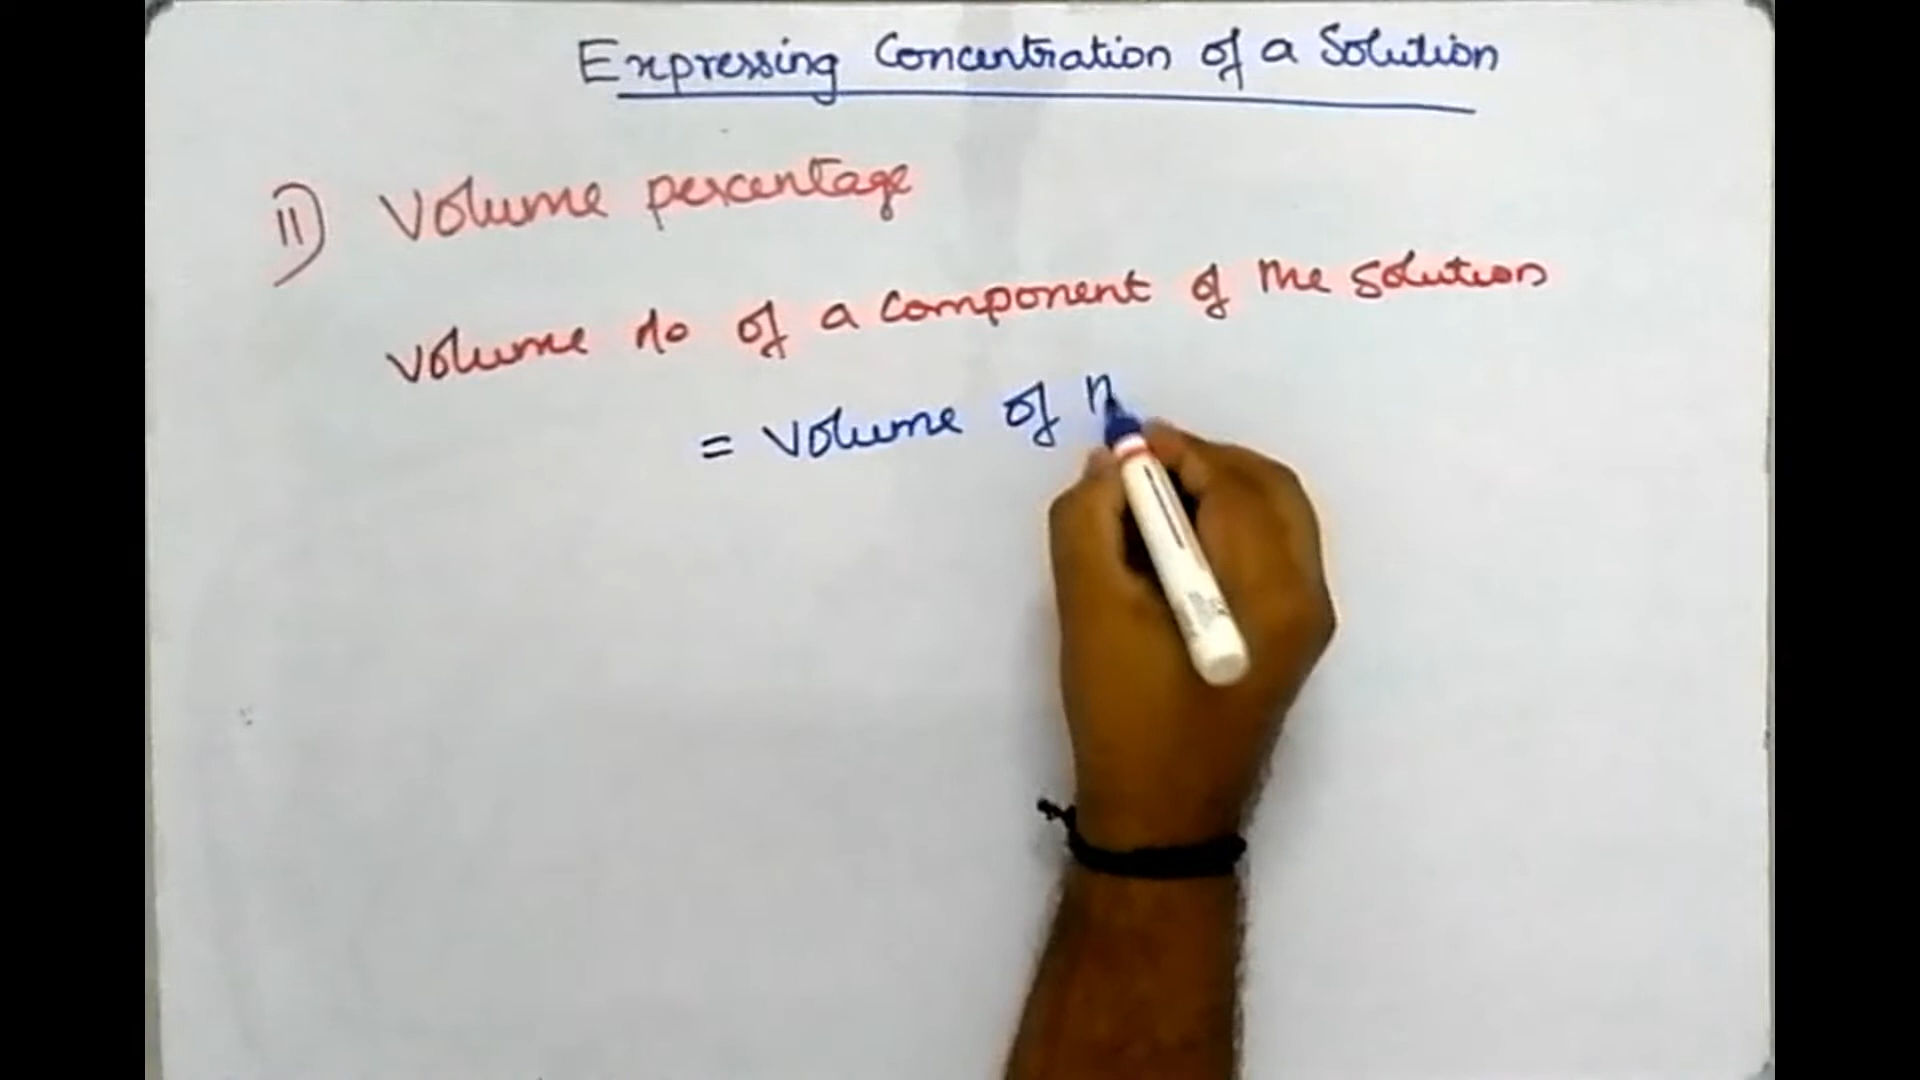 Expressing Concentration of a Solution
II) Volume percentage
Volume % of a component of the solution
= Volume of